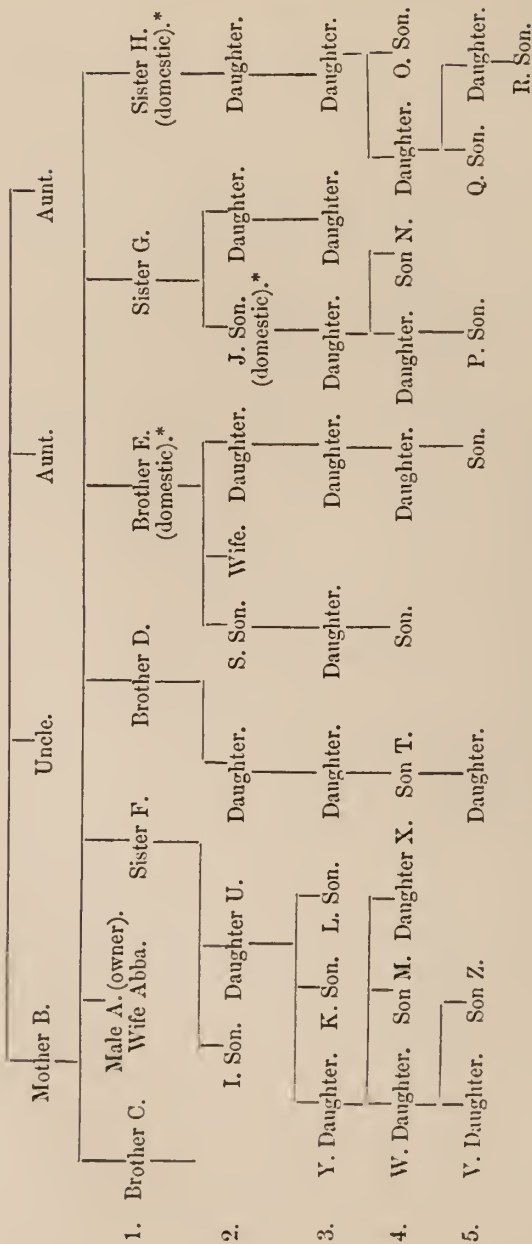 Mother B. Uncle. Aunt. Aunt.
1. Brother C. Male A. (owner). Sister F. Brother D. Brother E. Sister G. Sister H.
Wife Abba. (domestic).* (domestic).*
2. I. Son. Daughter U. Daughter. S. Son. Wife. Daughter. J. Son. Daughter. Daughter.
(domestic).*
3. Y. Daughter. K. Son. L. Son. Daughter. Daughter. Daughter. Daughter. Daughter. Daughter.
4. W. Daughter. Son M. Daughter X. Son T. Son. Daughter. Daughter. Son N. Daughter. O. Son.
5. V. Daughter. Son Z. Daughter. Son. P. Son. Q. Son. Daughter.
R. Son.